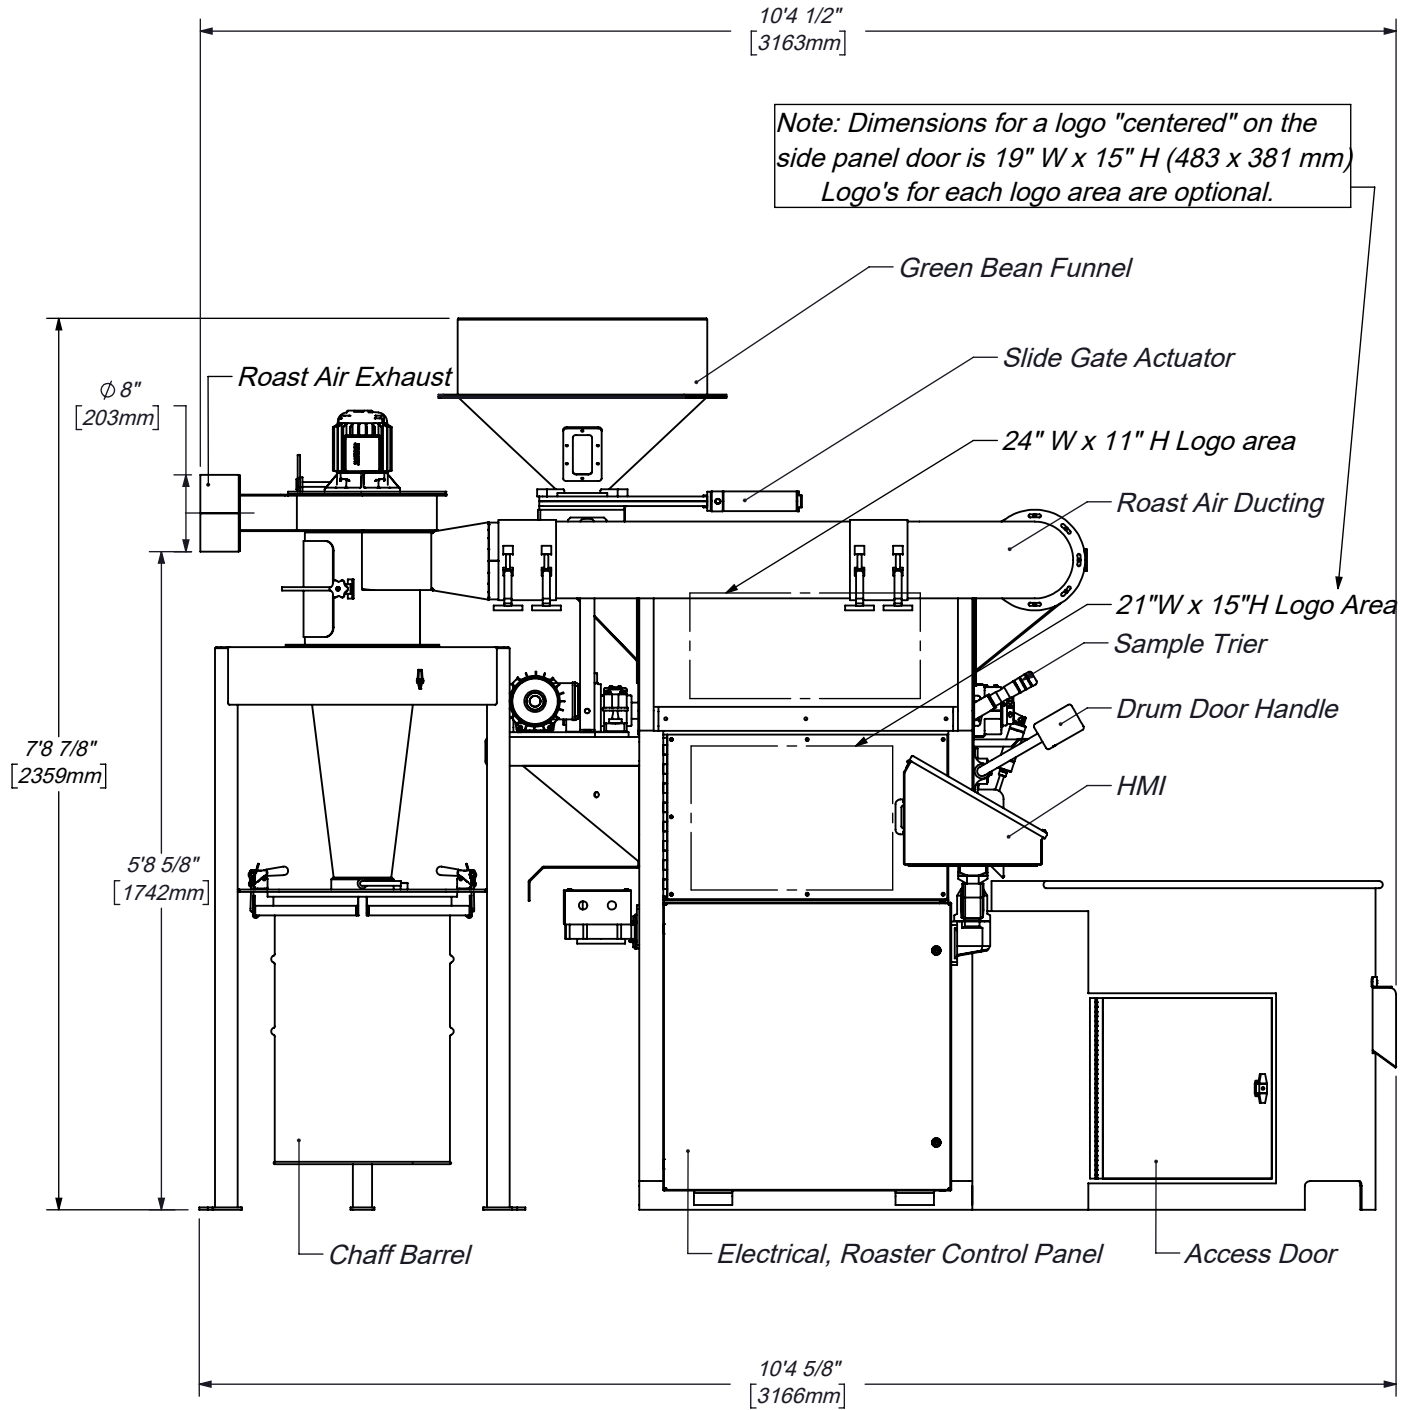 10'4 1/2"
[3163mm]
Note: Dimensions for a logo "centered" on the
side panel door is 19" W x 15" H (483 x 381 mm)
Logo's for each logo area are optional.
Green Bean Funnel
Slide Gate Actuator
Roast Air Exhaust
∅ 8"
[203mm]
24" W x 11" H Logo area
Roast Air Ducting
21"W x 15"H Logo Area
Sample Trier
Drum Door Handle
7'8 7/8"
[2359mm]
HMI
5'8 5/8"
[1742mm]
Chaff Barrel
Electrical, Roaster Control Panel
Access Door
10'4 5/8"
[3166mm]